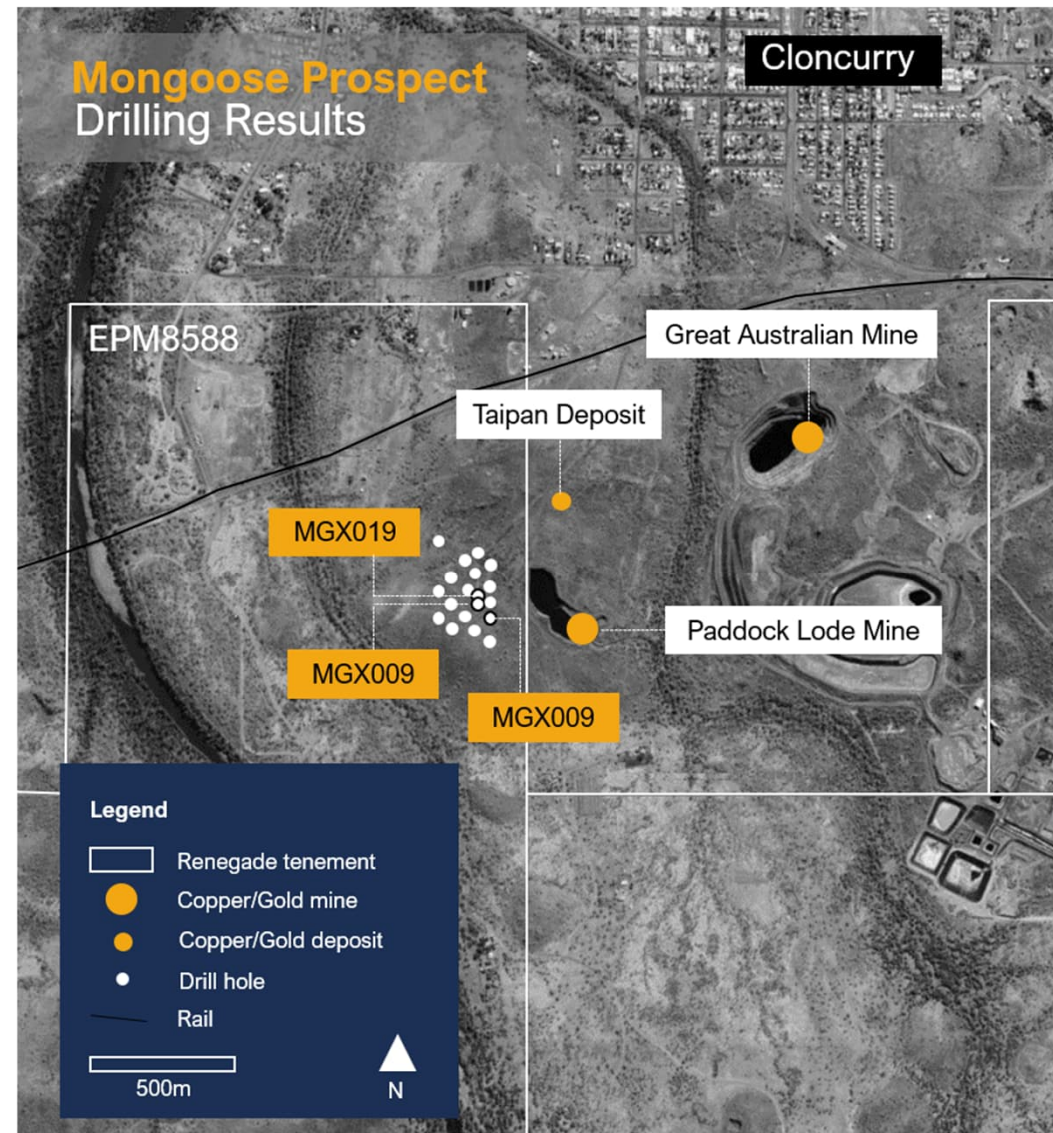 Mongoose Prospect
Drilling Results
Cloncurry
EPM8588
Great Australian Mine
Taipan Deposit
MGX019
Paddock Lode Mine
MGX009
MGX009
Legend
Renegade tenement
Copper/Gold mine
Copper/Gold deposit
Drill hole
Rail
500m
N